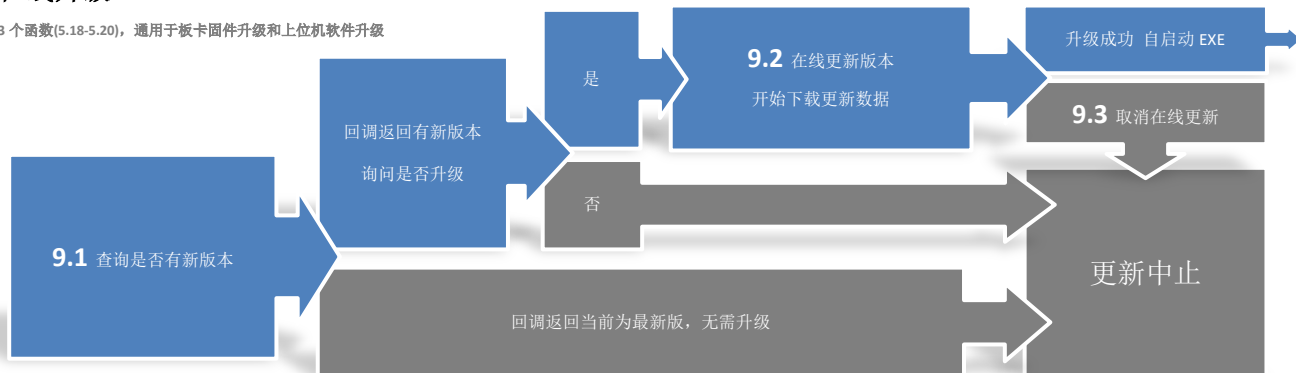 3 个函数(5.18-5.20)，通用于板卡固件升级和上位机软件升级
升级成功 自启动 EXE
9.2 在线更新版本
是
开始下载更新数据
9.3 取消在线更新
回调返回有新版本
询问是否升级
否
9.1 查询是否有新版本
更新中止
回调返回当前为最新版，无需升级